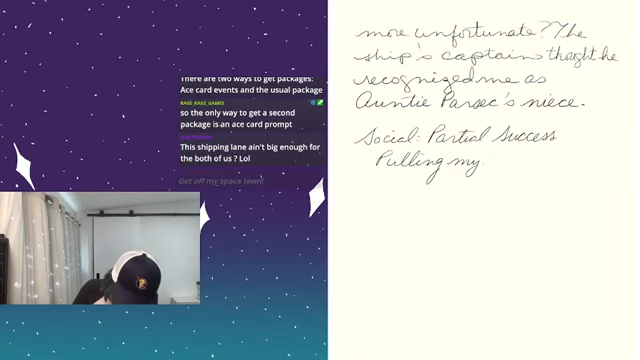 There are two ways to get packages:
Ace card events and the usual package
RAGE_RAGE_GAMES
so the only way to get a second
package is an ace card prompt
This shipping lane ain't big enough for
the both of us ? Lol
Get off my space lawn!
more unfortunate? The
ship's captain thought he
recognized me as
Auntie Parsec's niece.
Social: Partial Success
Pulling my